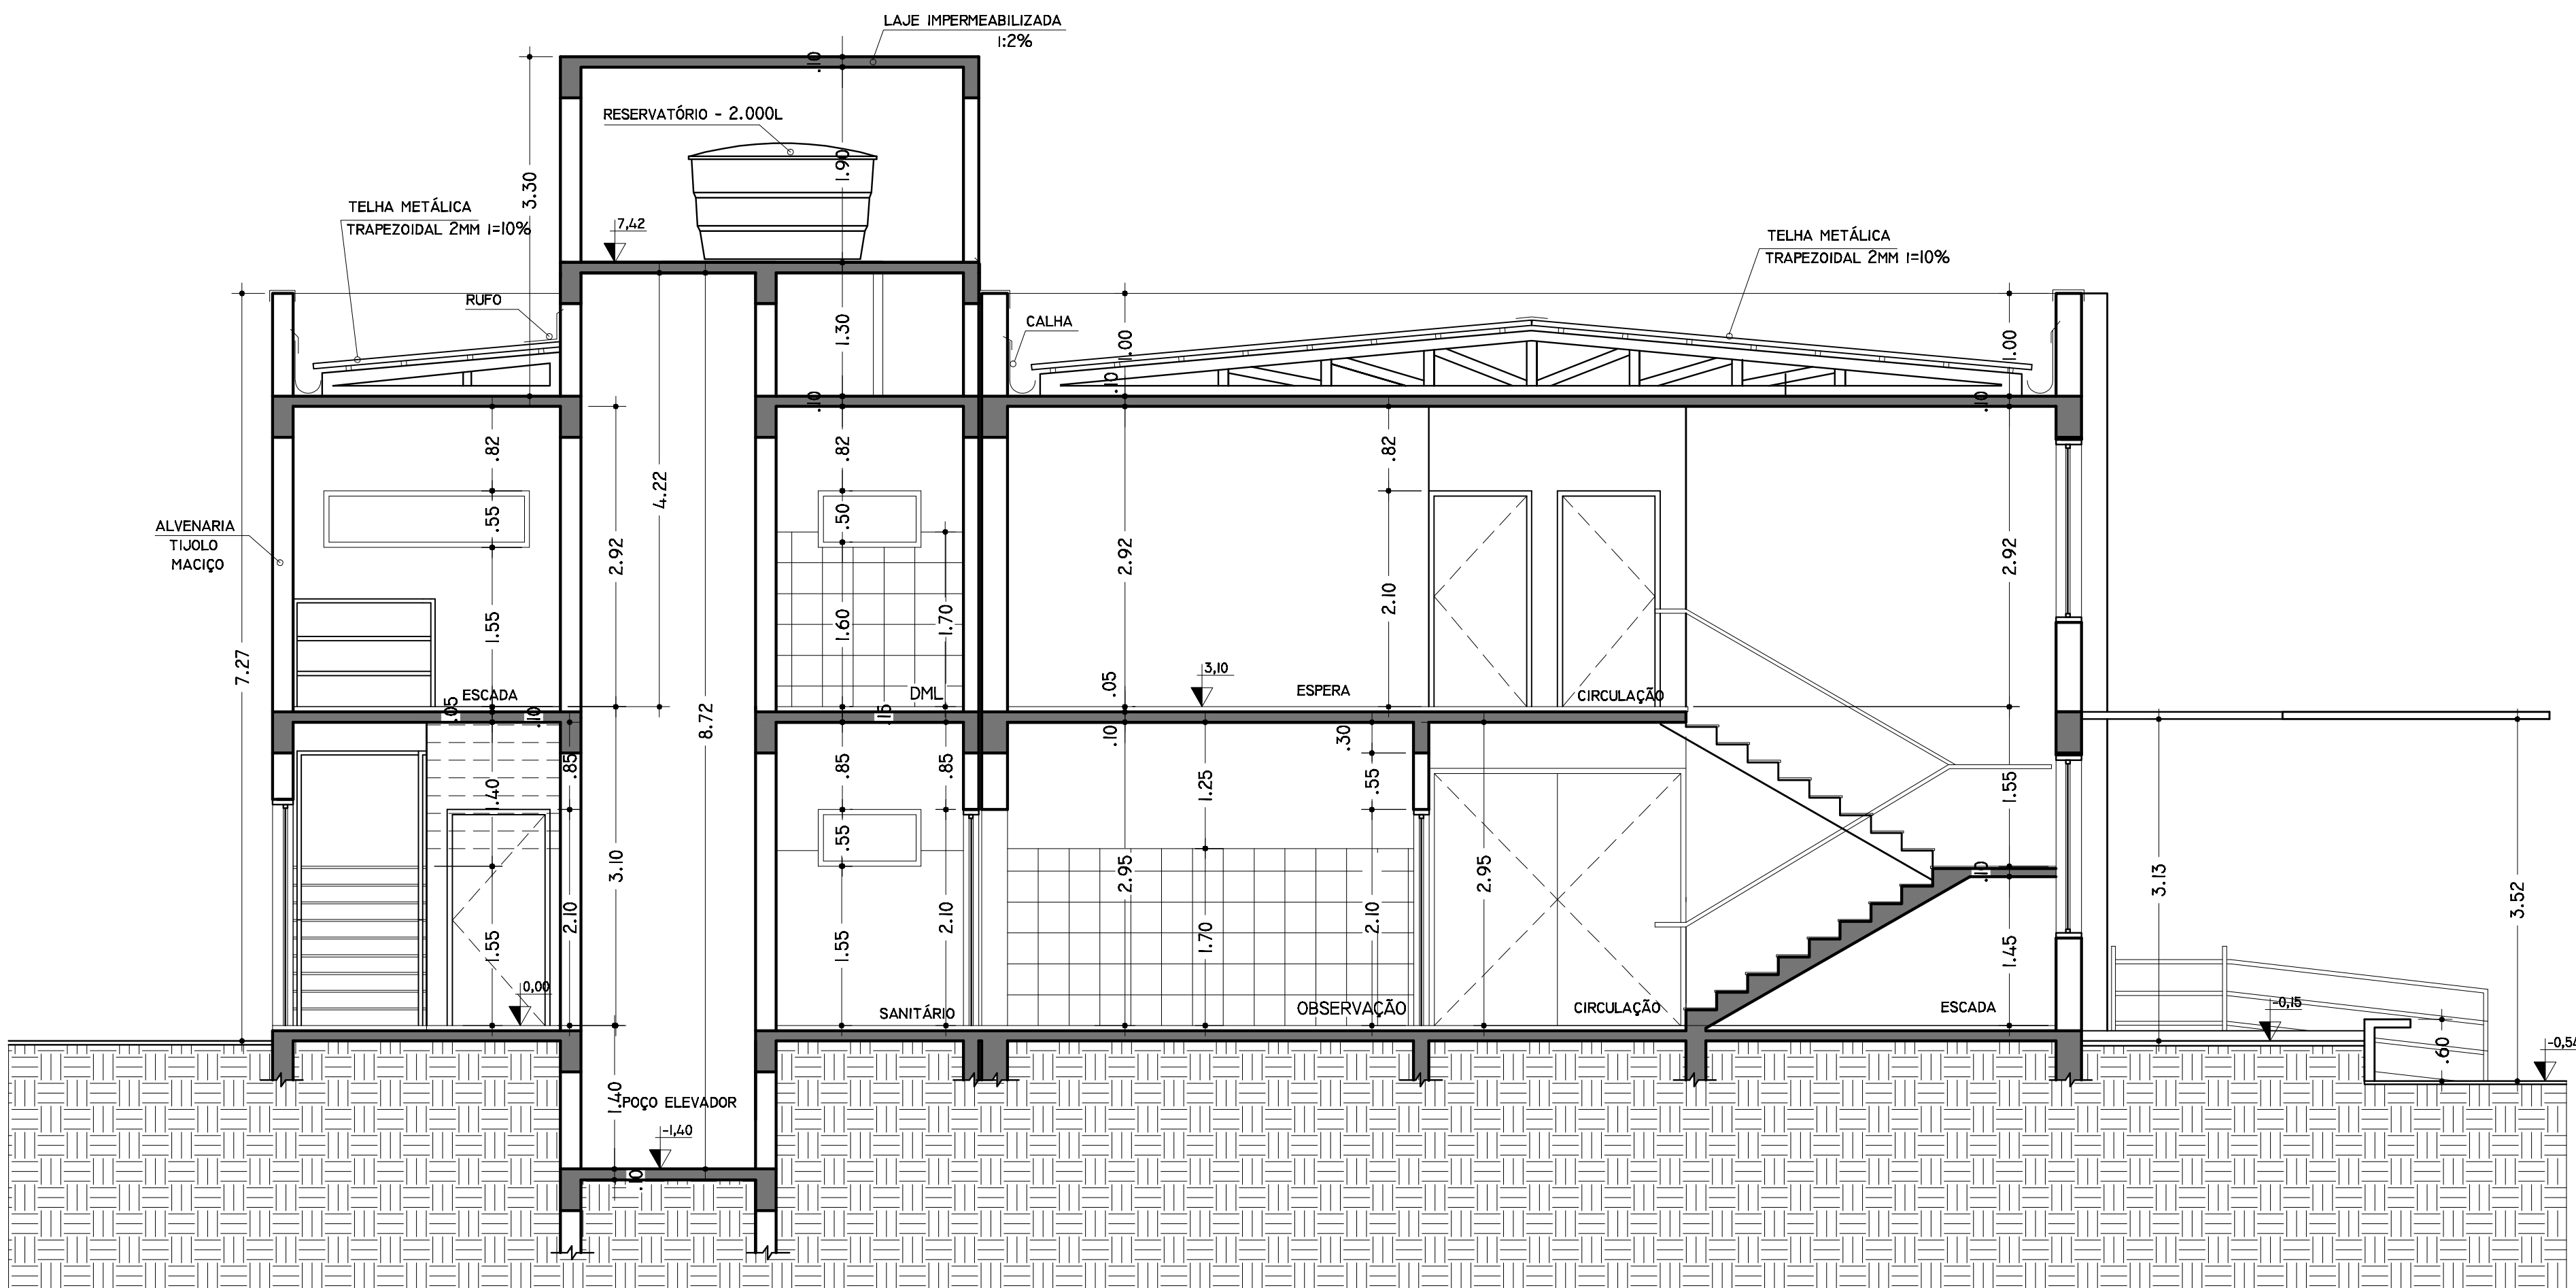 LAJE IMPERMEABILIZADA
I:2%
.10
RESERVATÓRIO - 2.000L
1.90
3.30
TELHA METÁLICA
TRAPEZOIDAL 2MM I=10%
7,42
TELHA METÁLICA
TRAPEZOIDAL 2MM I=10%
RUFO
CALHA
1.30
1.00
1.00
.10
.10
.10
.82
.82
.82
4.22
.55
.50
ALVENARIA
TIJOLO
MACIÇO
2.92
2.92
2.92
2.10
1.55
1.60
1.70
7.27
3,10
ESCADA
DML
ESPERA
CIRCULAÇÃO
.05
.10
.15
.05
8.72
.10
.30
.85
.85
.85
1.40
1.25
.55
1.55
.55
3.10
2.95
2.95
.10
3.13
3.52
1.55
2.10
1.55
2.10
1.70
2.10
1.45
0,00
SANITÁRIO
OBSERVAÇÃO
CIRCULAÇÃO
ESCADA
-0,15
.60
-0,54
1.40
POÇO ELEVADOR
-1,40
.10